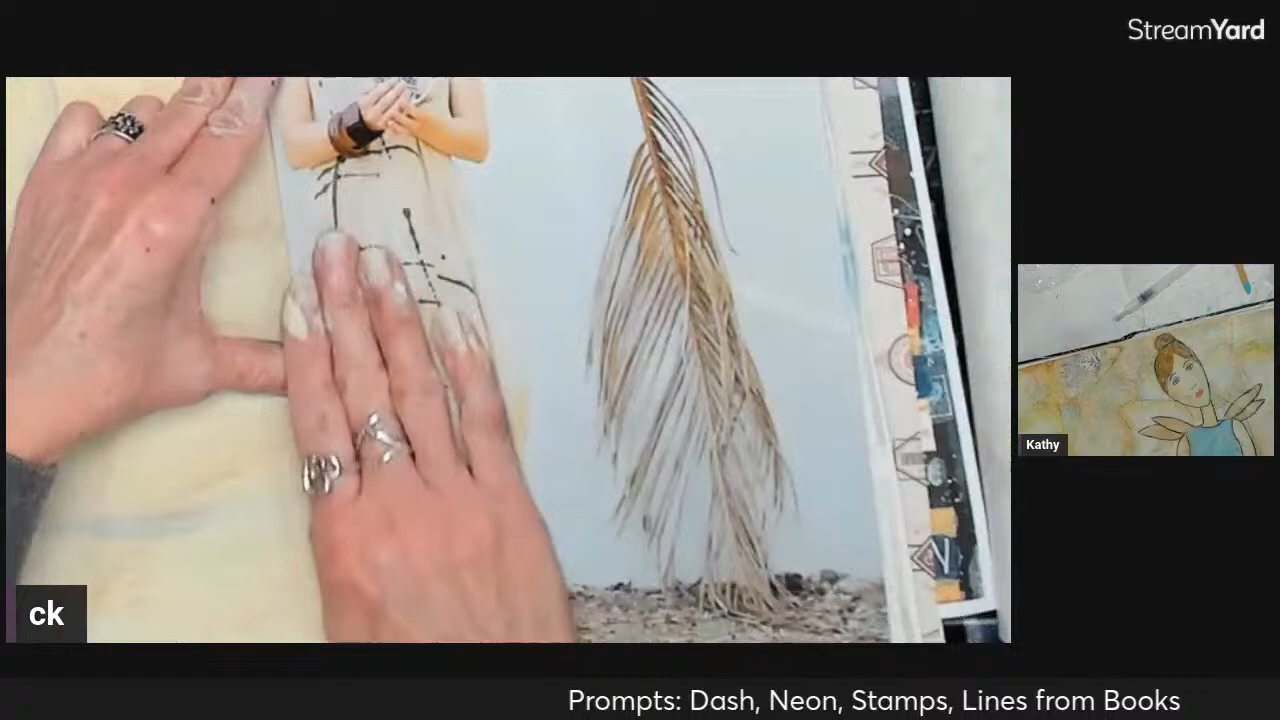 StreamYard
Kathy
ck
Prompts: Dash, Neon, Stamps, Lines from Books